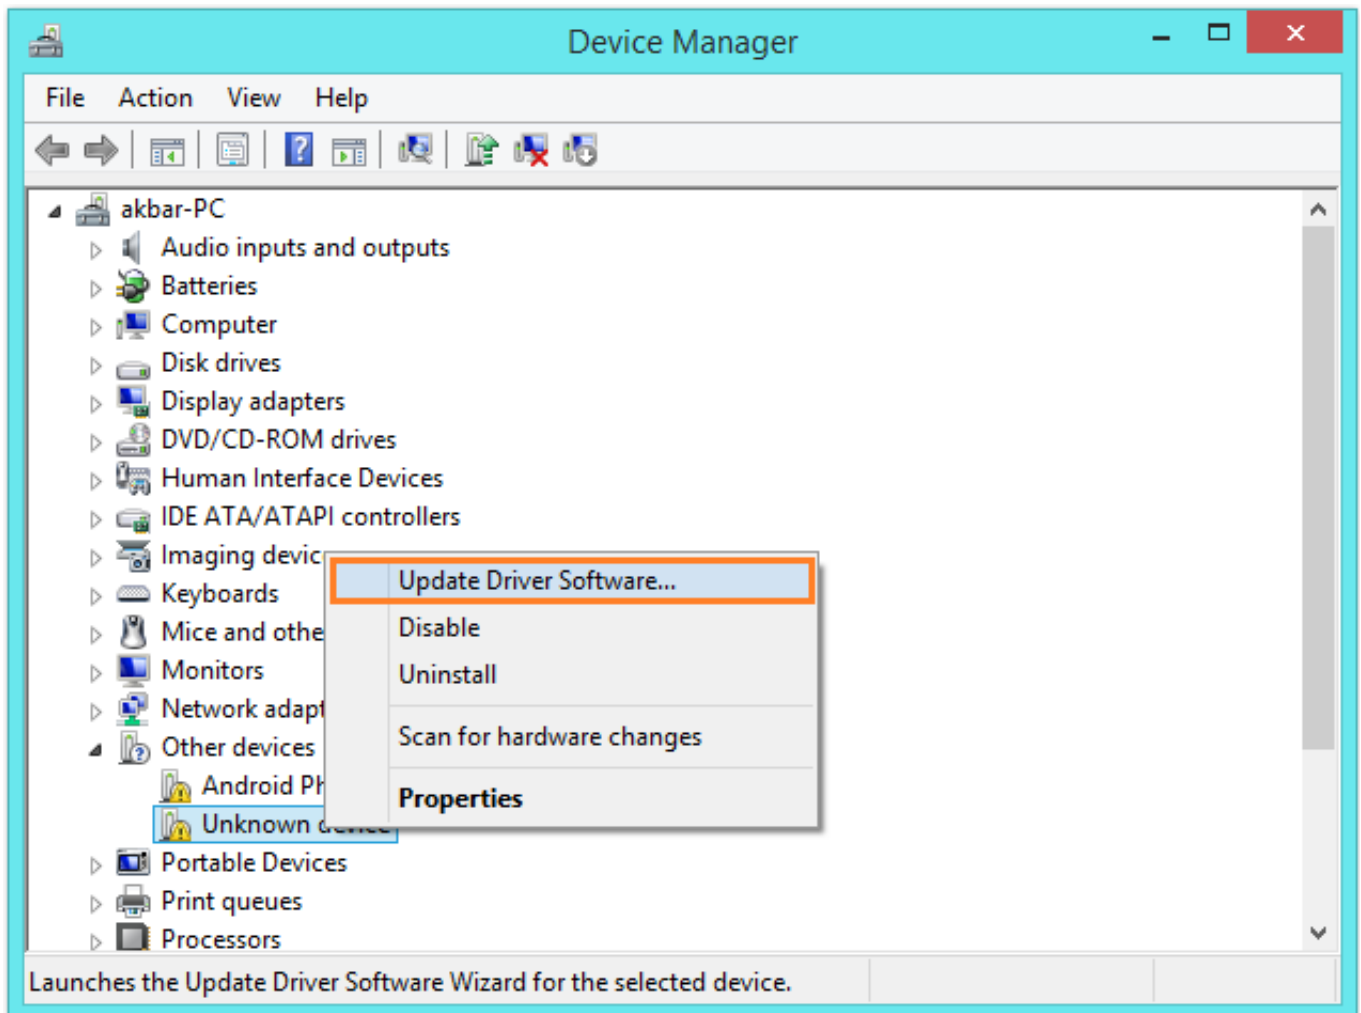 Device Manager
File Action View Help
akbar-PC
Audio inputs and outputs
Batteries
Computer
Disk drives
Display adapters
DVD/CD-ROM drives
Human Interface Devices
IDE ATA/ATAPI controllers
Imaging devic
Keyboards
Mice and othe
Monitors
Network adapt
Other devices
Android Ph
Unknown device
Portable Devices
Print queues
Processors
Update Driver Software...
Disable
Uninstall
Scan for hardware changes
Properties
Launches the Update Driver Software Wizard for the selected device.